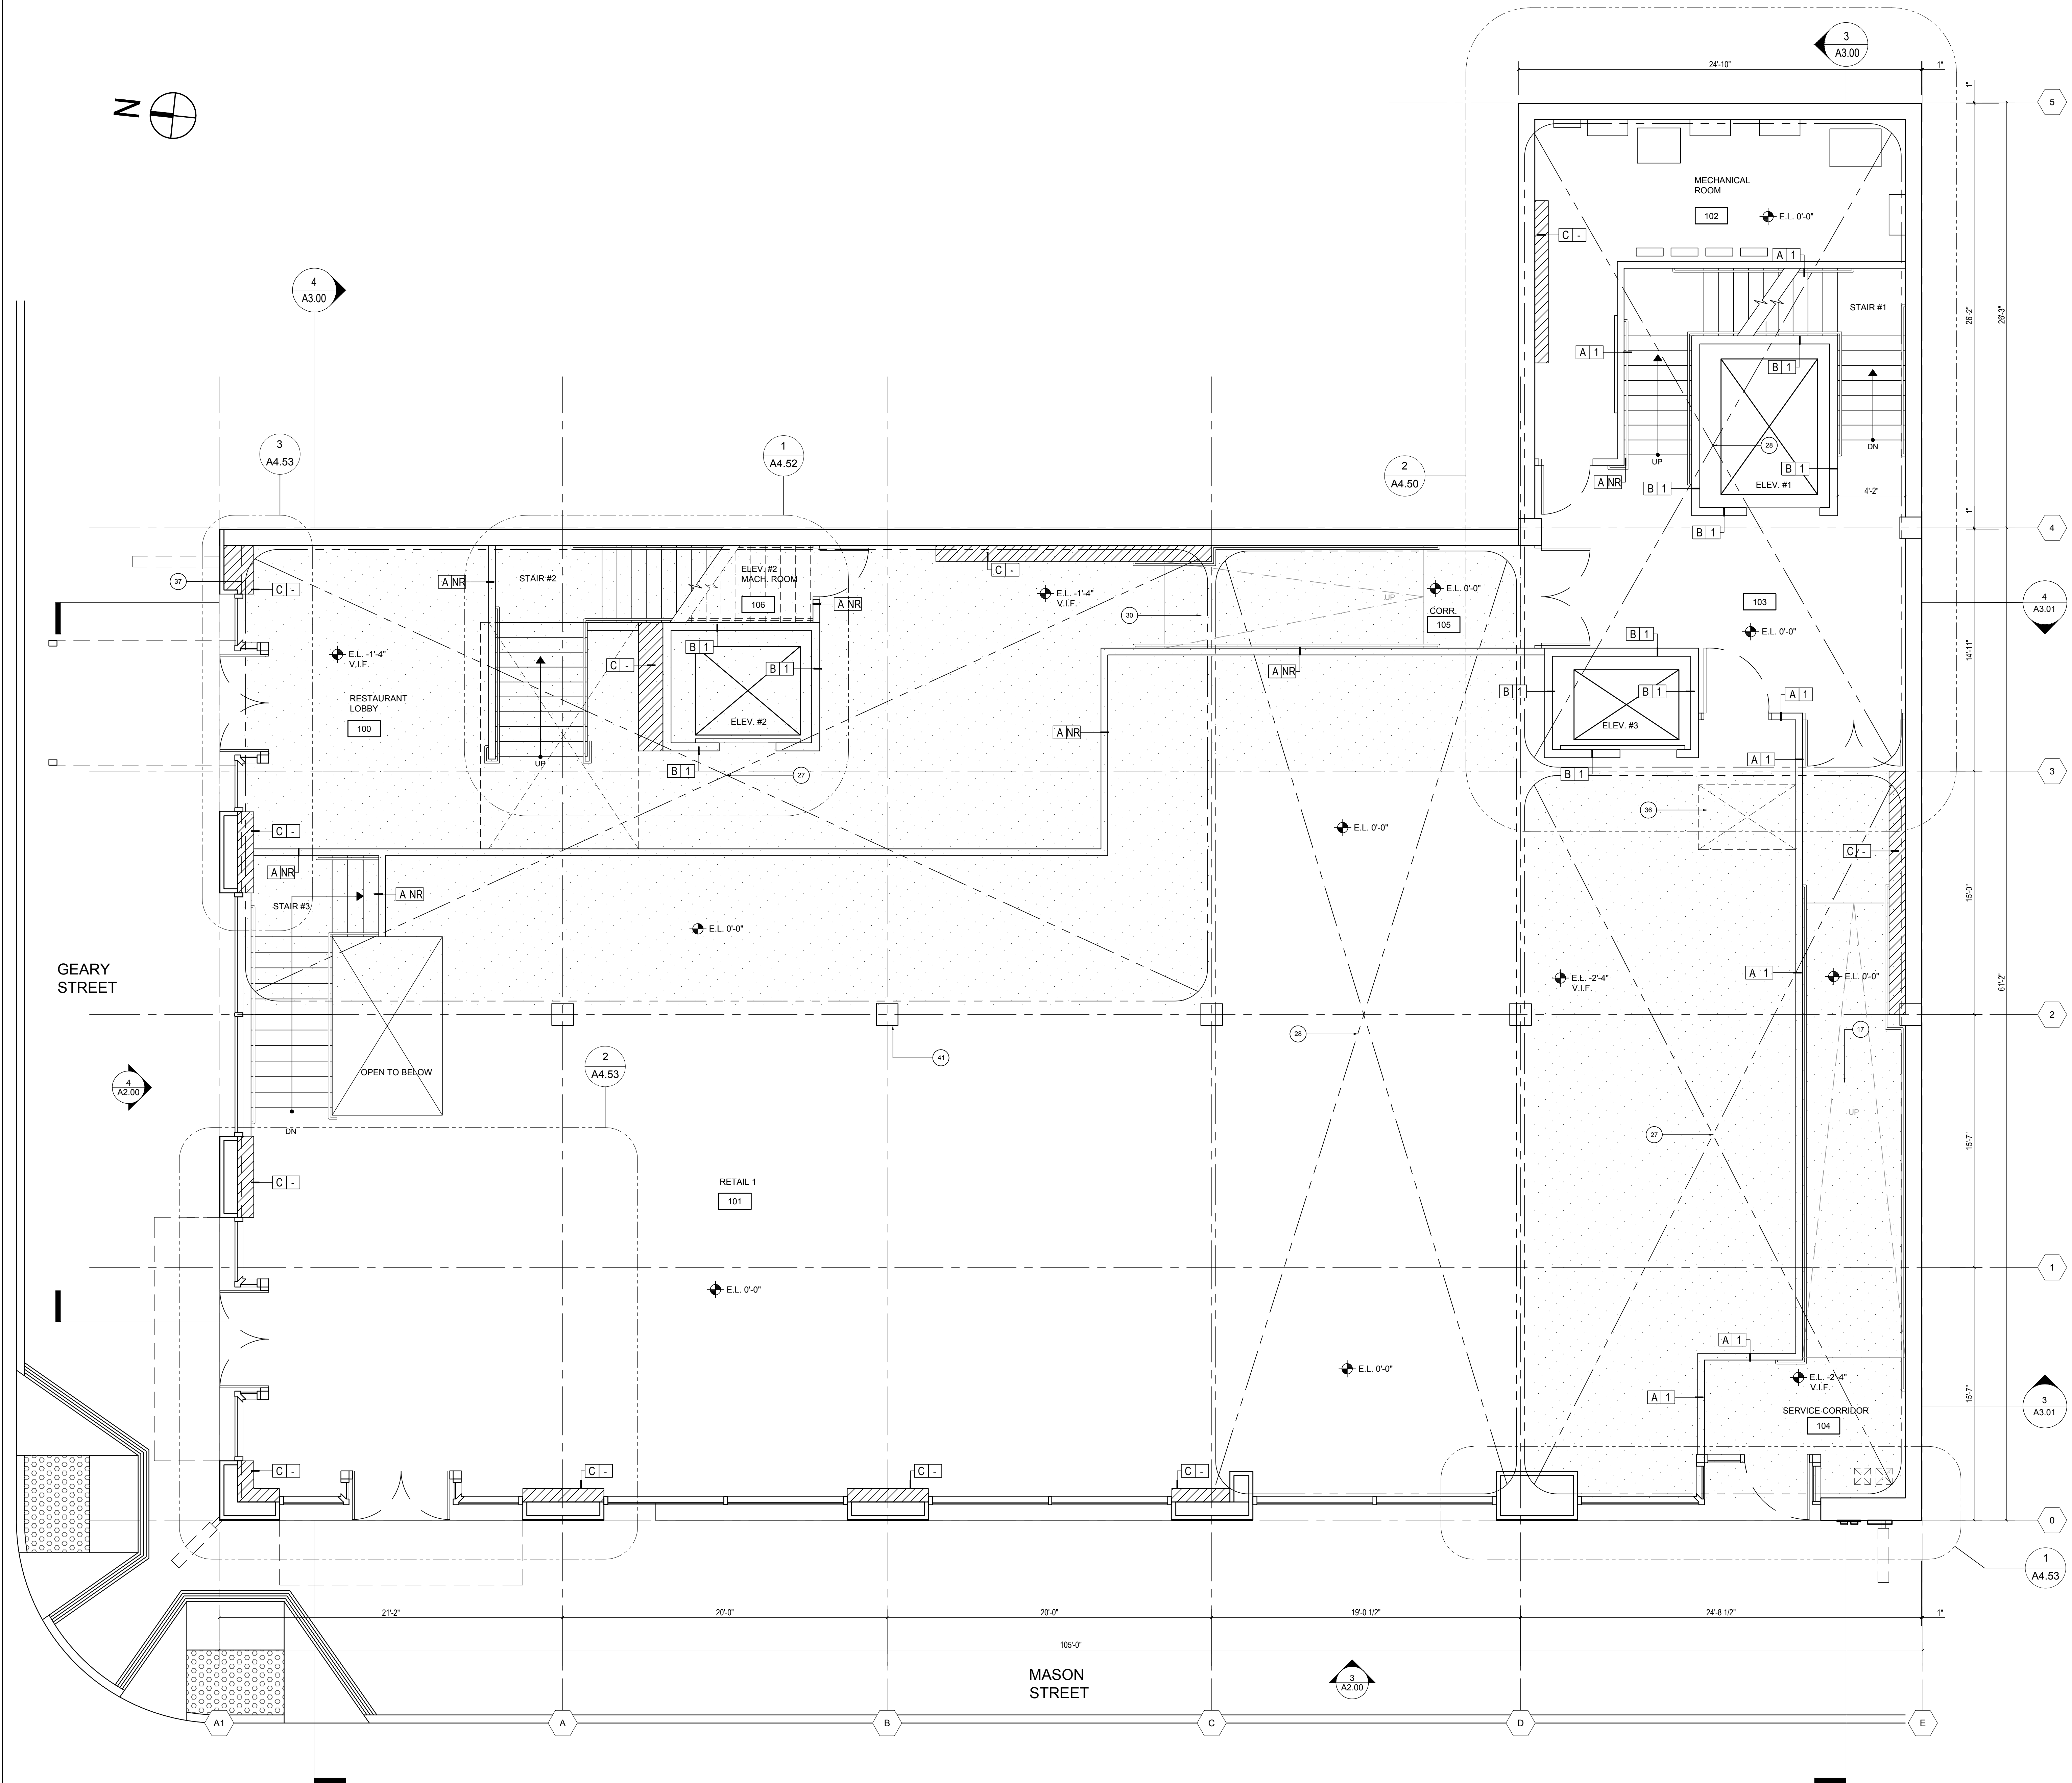 3
A3.00
24'-10"
1"
1"
5
N
MECHANICAL
ROOM
102
E.L. 0'-0"
C -
A 1
4
A3.00
STAIR #1
26'-2"
26'-3"
A 1
B 1
3
A4.53
1
A4.52
2
A4.50
28
UP
DN
B 1
ELEV. #1
A NR
B 1
4'-2"
1"
B 1
4
37
C -
A NR
STAIR #2
ELEV. #2
MACH. ROOM
106
A NR
C -
E.L. -1'-4"
V.I.F.
30
UP
E.L. 0'-0"
CORR.
105
103
E.L. 0'-0"
4
A3.01
E.L. -1'-4"
V.I.F.
C -
B 1
B 1
A NR
B 1
B 1
B 1
A 1
14'-11"
RESTAURANT
LOBBY
100
ELEV. #2
ELEV. #3
A NR
UP
B 1
27
B 1
A 1
3
36
C -
E.L. 0'-0"
C -
A NR
A NR
STAIR #3
15'-0"
E.L. 0'-0"
GEARY
STREET
E.L. -2'-4"
V.I.F.
A 1
E.L. 0'-0"
61'-2"
2
28
17
41
2
A4.53
4
A2.00
OPEN TO BELOW
UP
DN
27
15'-7"
C -
RETAIL 1
101
1
E.L. 0'-0"
A 1
E.L. 0'-0"
E.L. -2'-4"
V.I.F.
A 1
15'-7"
3
A3.01
SERVICE CORRIDOR
104
C -
C -
C -
C -
0
1
A4.53
21'-2"
20'-0"
20'-0"
19'-0 1/2"
24'-8 1/2"
1"
105'-0"
MASON
STREET
3
A2.00
A1
A
B
C
D
E